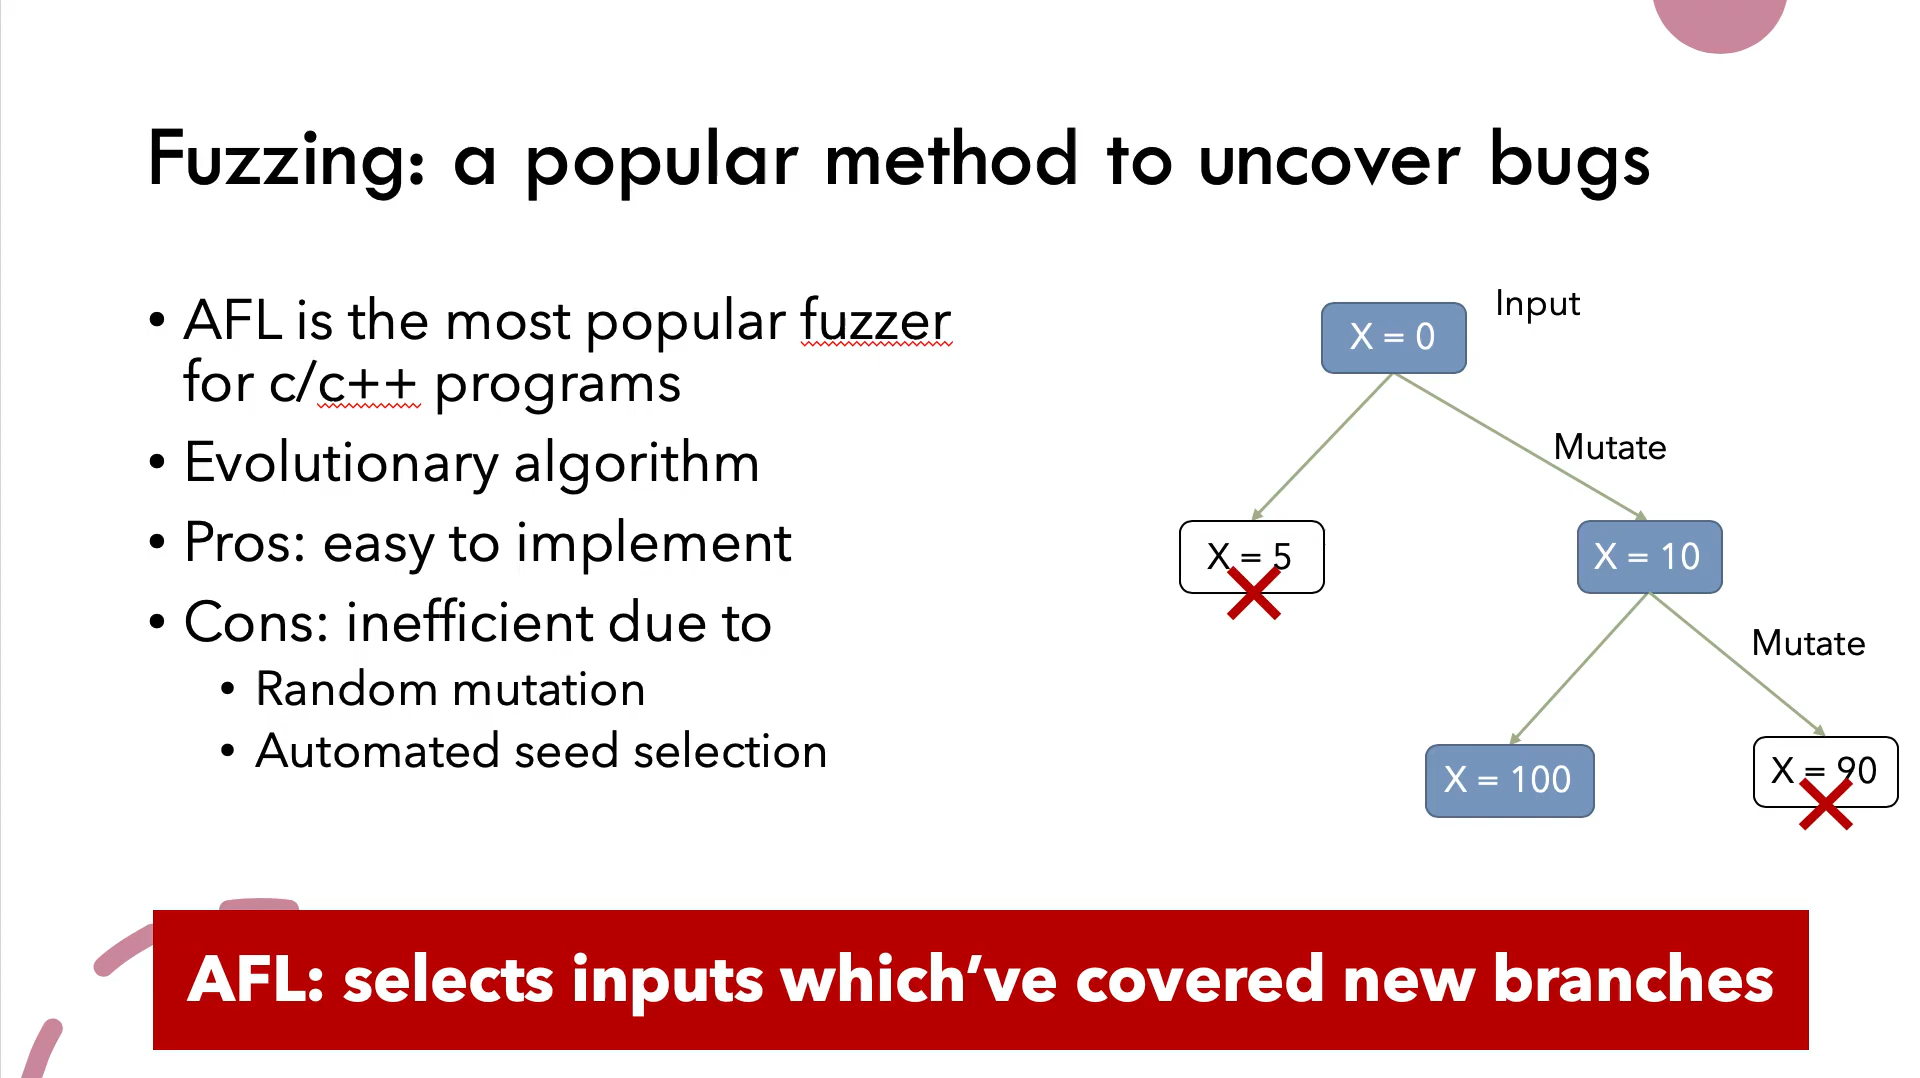 Fuzzing: a popular method to uncover bugs
• AFL is the most popular fuzzer
for c/c++ programs
• Evolutionary algorithm
• Pros: easy to implement
• Cons: inefficient due to
• Random mutation
• Automated seed selection
Input
X = 0
Mutate
X = 5
X = 10
Mutate
X = 100
X = 90
AFL: selects inputs which’ve covered new branches